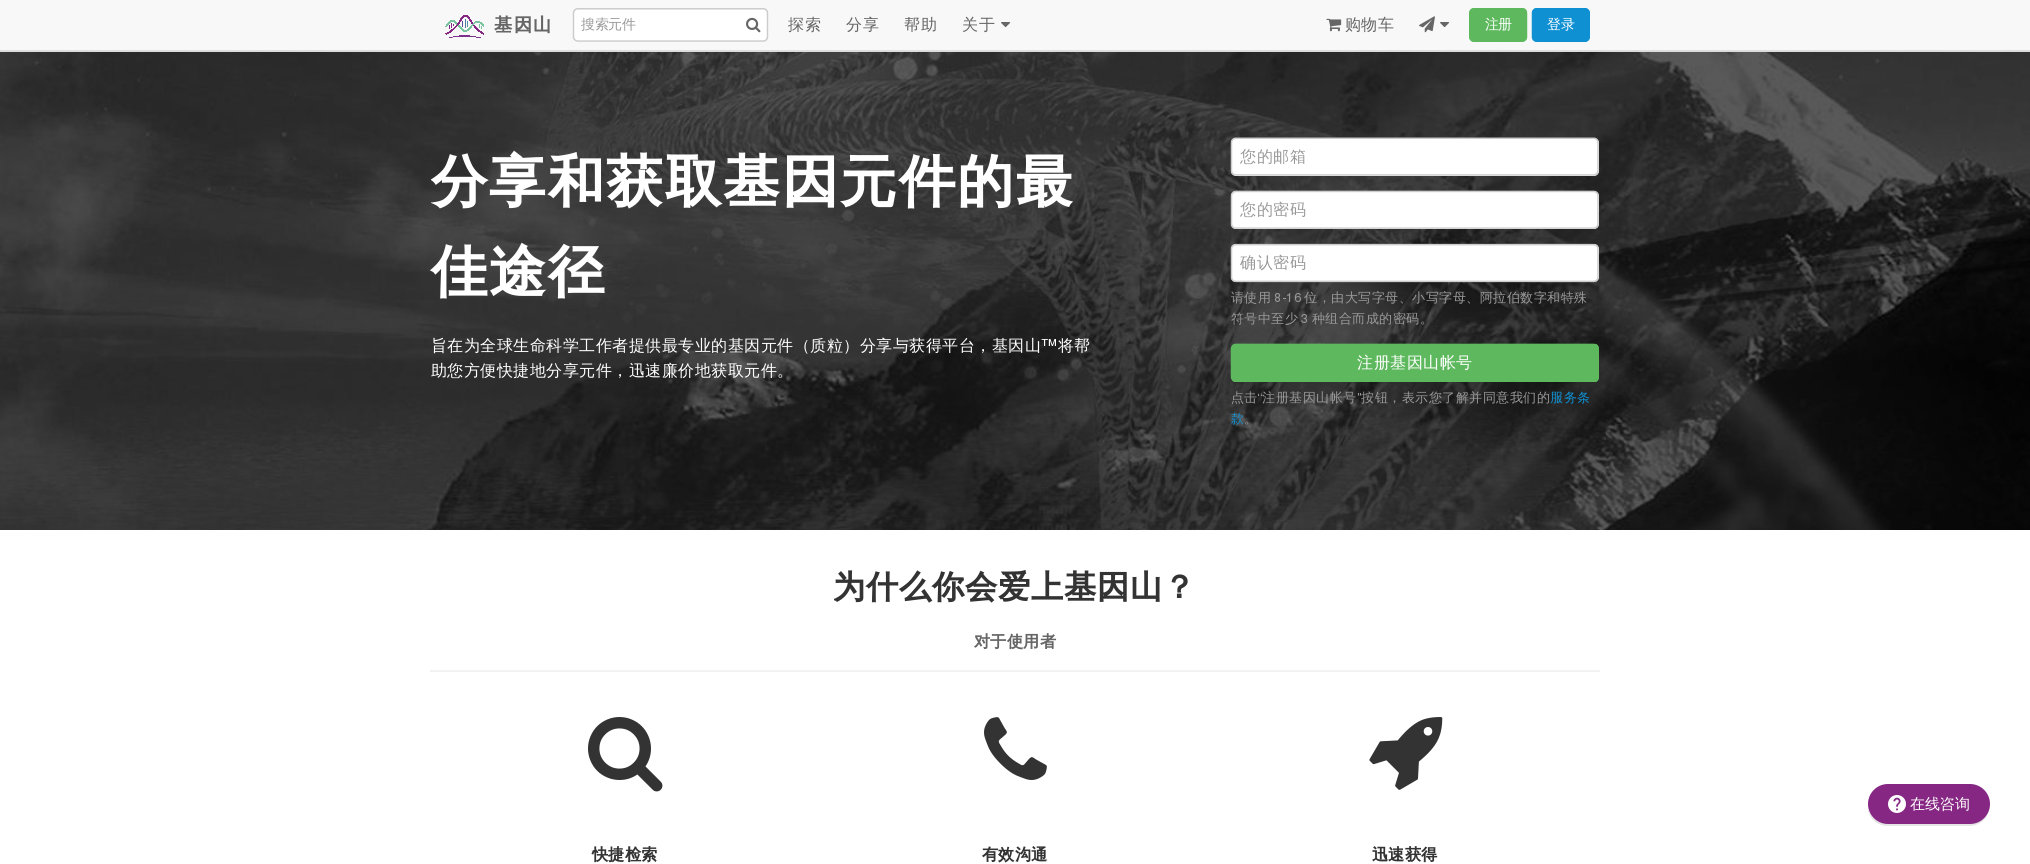 基因山
搜索元件
探索
分享
帮助
关于
购物车
注册
登录
分享和获取基因元件的最
佳途径
旨在为全球生命科学工作者提供最专业的基因元件（质粒）分享与获得平台，基因山™将帮
助您方便快捷地分享元件，迅速廉价地获取元件。
您的邮箱
您的密码
确认密码
请使用 8-16 位，由大写字母、小写字母、阿拉伯数字和特殊
符号中至少 3 种组合而成的密码。
注册基因山帐号
点击“注册基因山帐号”按钮，表示您了解并同意我们的服务条
款。
为什么你会爱上基因山？
对于使用者
快捷检索
有效沟通
迅速获得
在线咨询